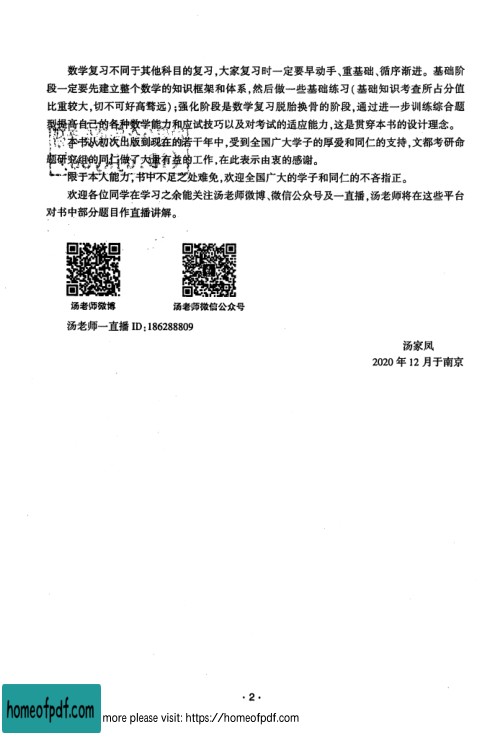 数学复习不同于其他科目的复习,大家复习时一定要早动手、重基础、循序渐进。基础阶
段一定要先建立整个数学的知识框架和体系,然后做一些基础练习(基础知识考查所占分值
比重较大,切不可好高骛远);强化阶段是数学复习脱胎换骨的阶段,通过进一步训练综合题
型提高自己的各种数学能力和应试技巧以及对考试的适应能力,这是贯穿本书的设计理念。
本书从初次出版到现在的若干年中,受到全国广大学子的厚爱和同仁的支持,文都考研命
题研究组的同仁做了大量有益的工作,在此表示由衷的感谢。
限于本人能力,书中不足之处难免,欢迎全国广大的学子和同仁的不吝指正。
欢迎各位同学在学习之余能关注汤老师微博、微信公众号及一直播,汤老师将在这些平台
对书中部分题目作直播讲解。
汤老师微博 汤老师微信公众号
汤老师一直播 ID:186288809
汤家凤
2020 年 12 月于南京
· 2 ·
homeofpdf.com
more please visit: https://homeofpdf.com